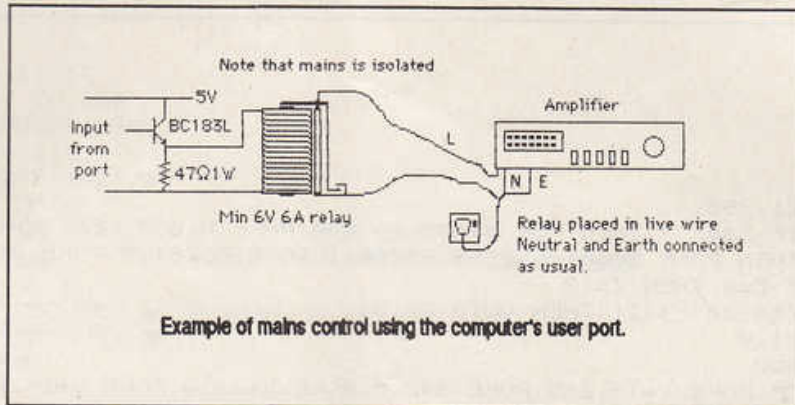 Note that mains is isolated
5V
Amplifier
Input
from
port
BC183L
47Ω1W
L
N E
Min 6V 6A relay
Relay placed in live wire
Neutral and Earth connected
as usual.
Example of mains control using the computer's user port.